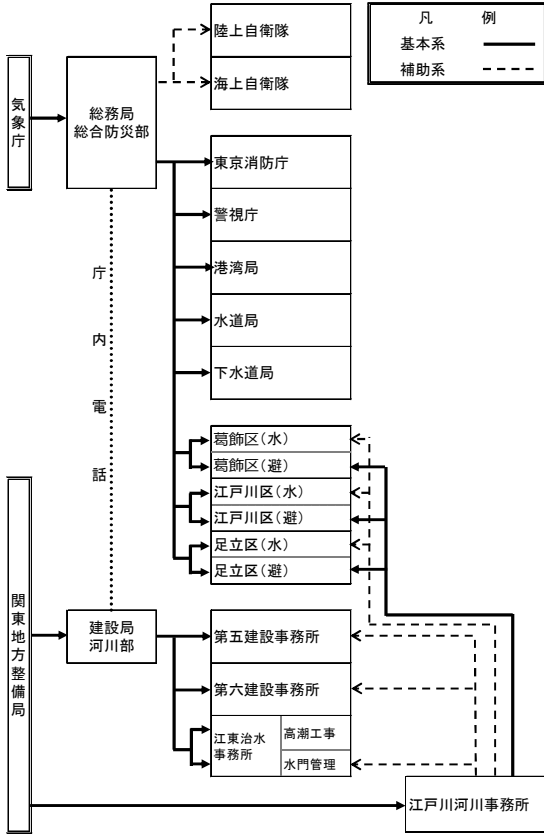 凡 例
基本系
補助系
陸上自衛隊
海上自衛隊
気象庁
総務局
総合防災部
東京消防庁
警視庁
港湾局
水道局
下水道局
庁内電話
葛飾区(水)
葛飾区(避)
江戸川区(水)
江戸川区(避)
足立区(水)
足立区(避)
関東地方整備局
建設局
河川部
第五建設事務所
第六建設事務所
江東治水
事務所
高潮工事
水門管理
江戸川河川事務所